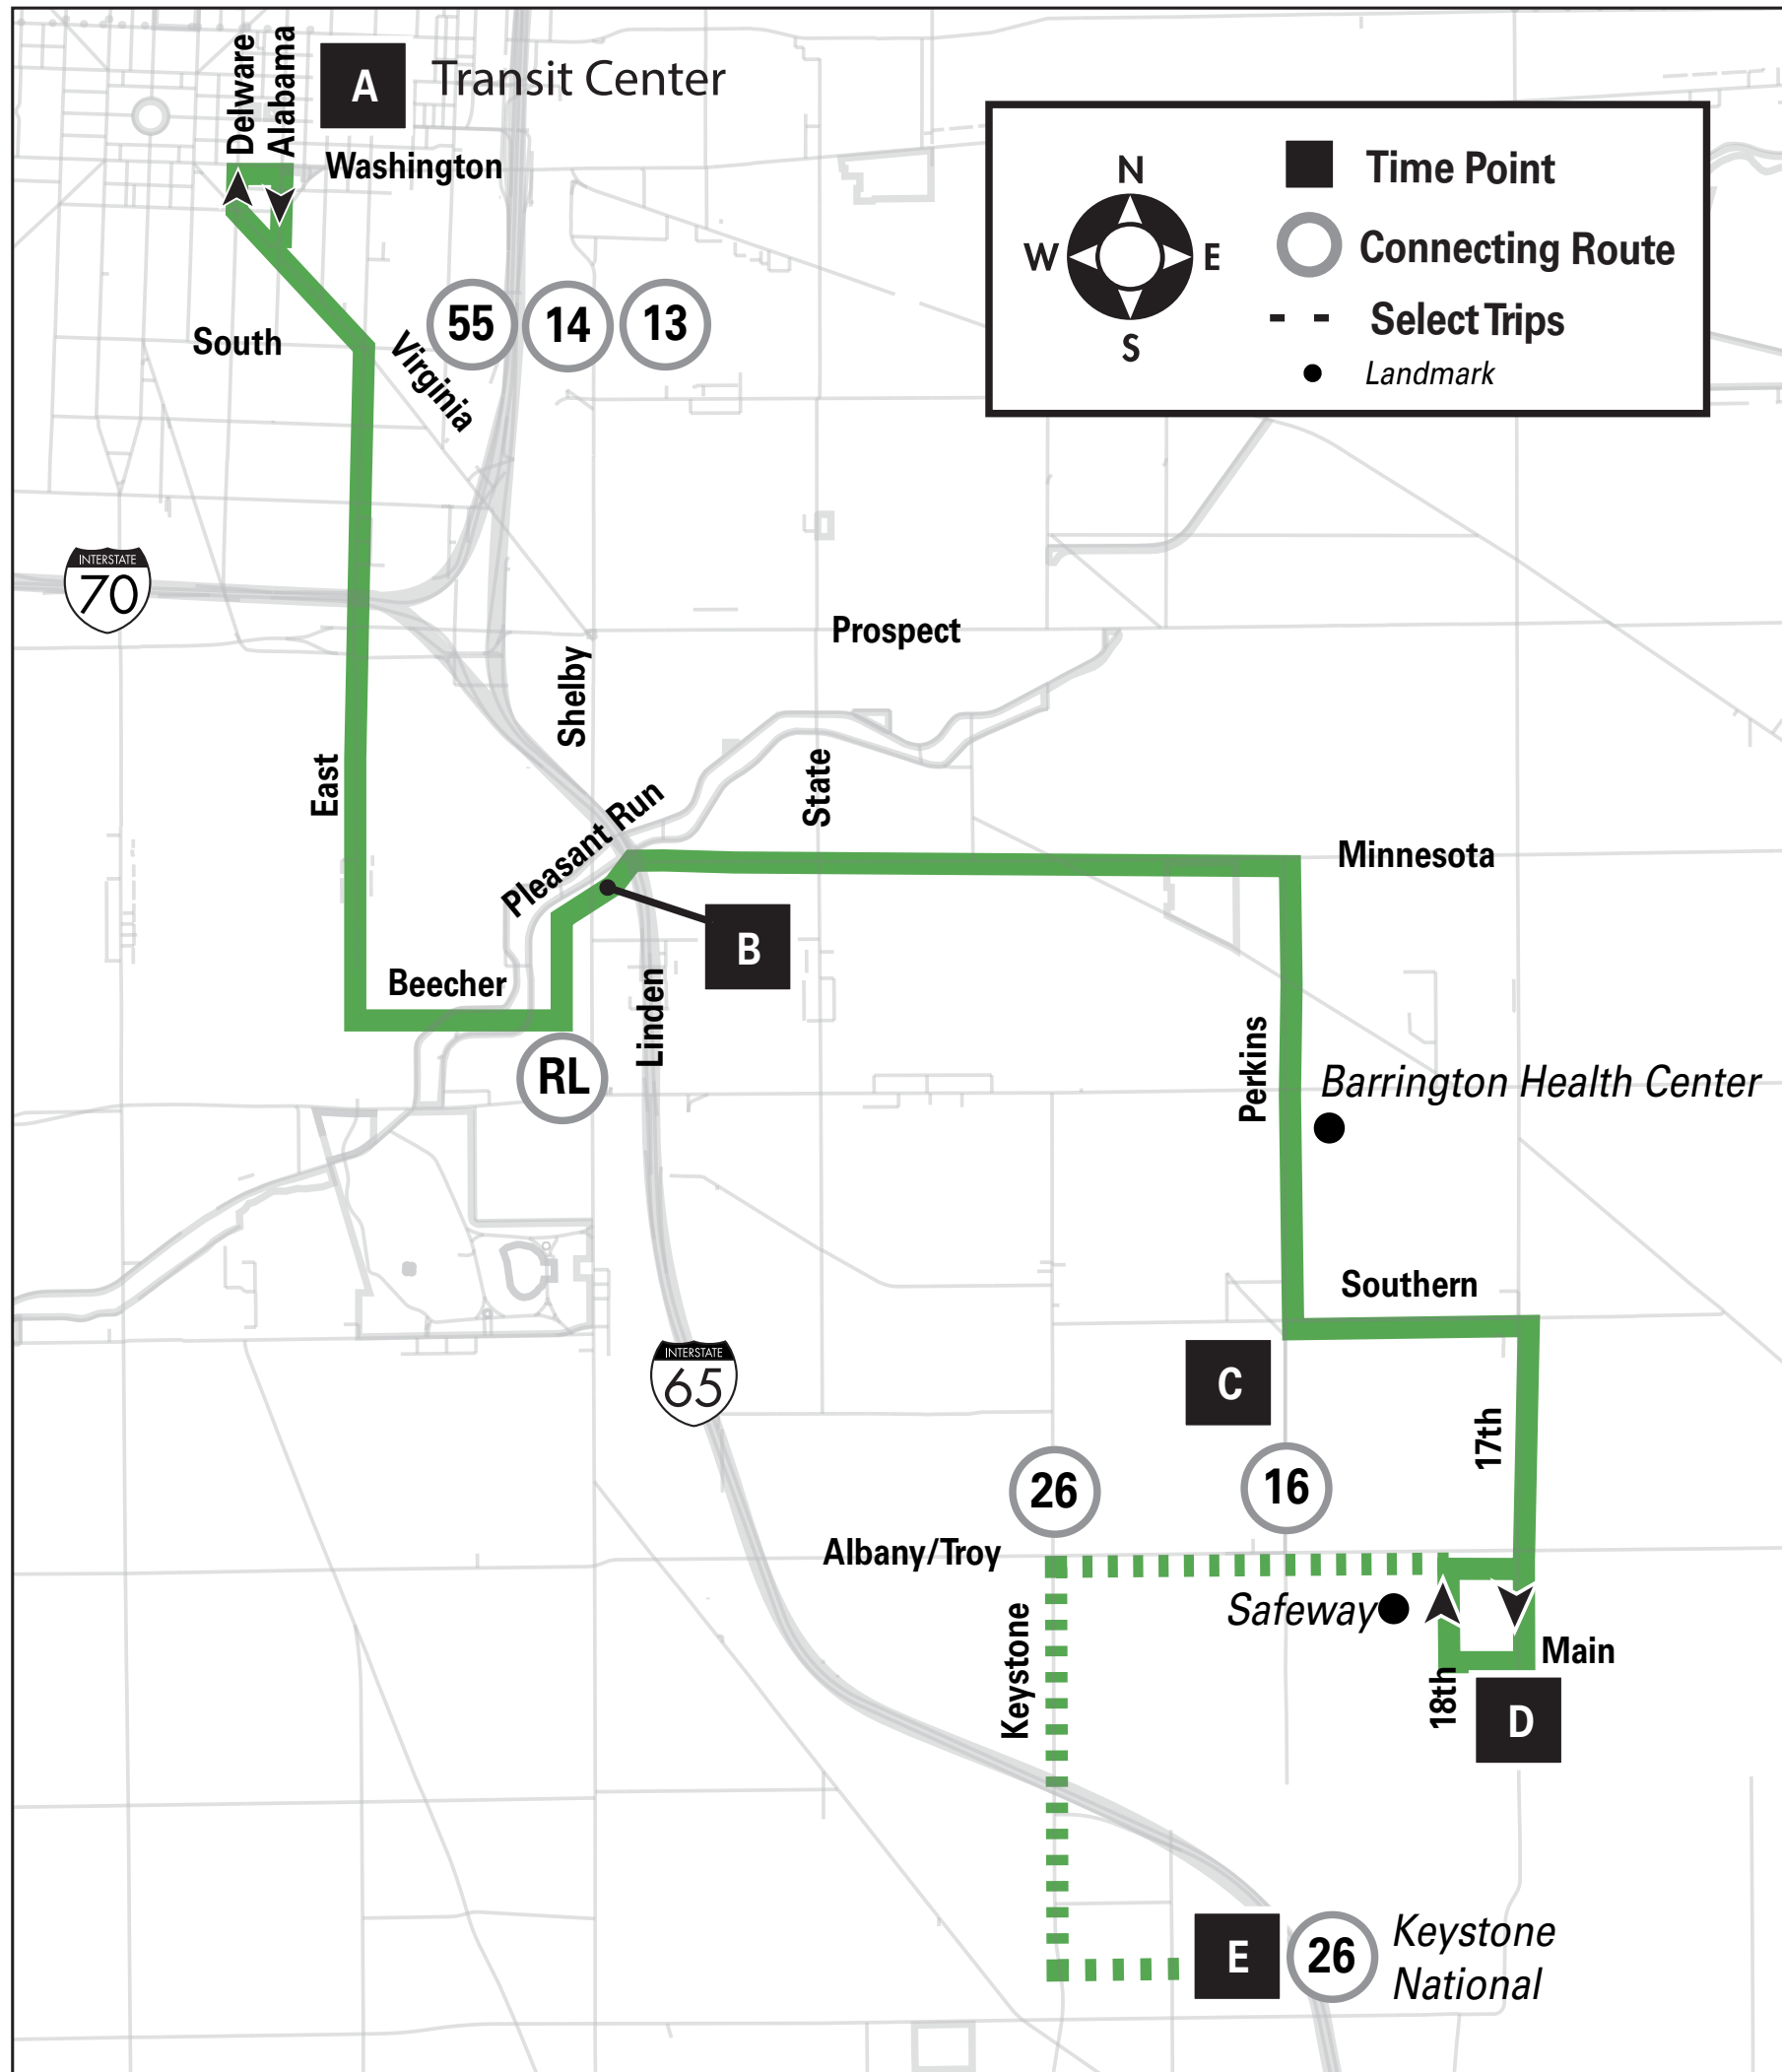 Delware
Alabama
A
Transit Center
Washington
N
W
E
S
Time Point
Connecting Route
Select Trips
Landmark
South
Virginia
55
14
13
INTERSTATE
70
Prospect
Shelby
East
State
Pleasant Run
Minnesota
B
Beecher
Linden
RL
Perkins
Barrington Health Center
Southern
INTERSTATE
65
C
17th
26
16
Albany/Troy
Safeway
Keystone
Main
18th
D
E
26
Keystone
National